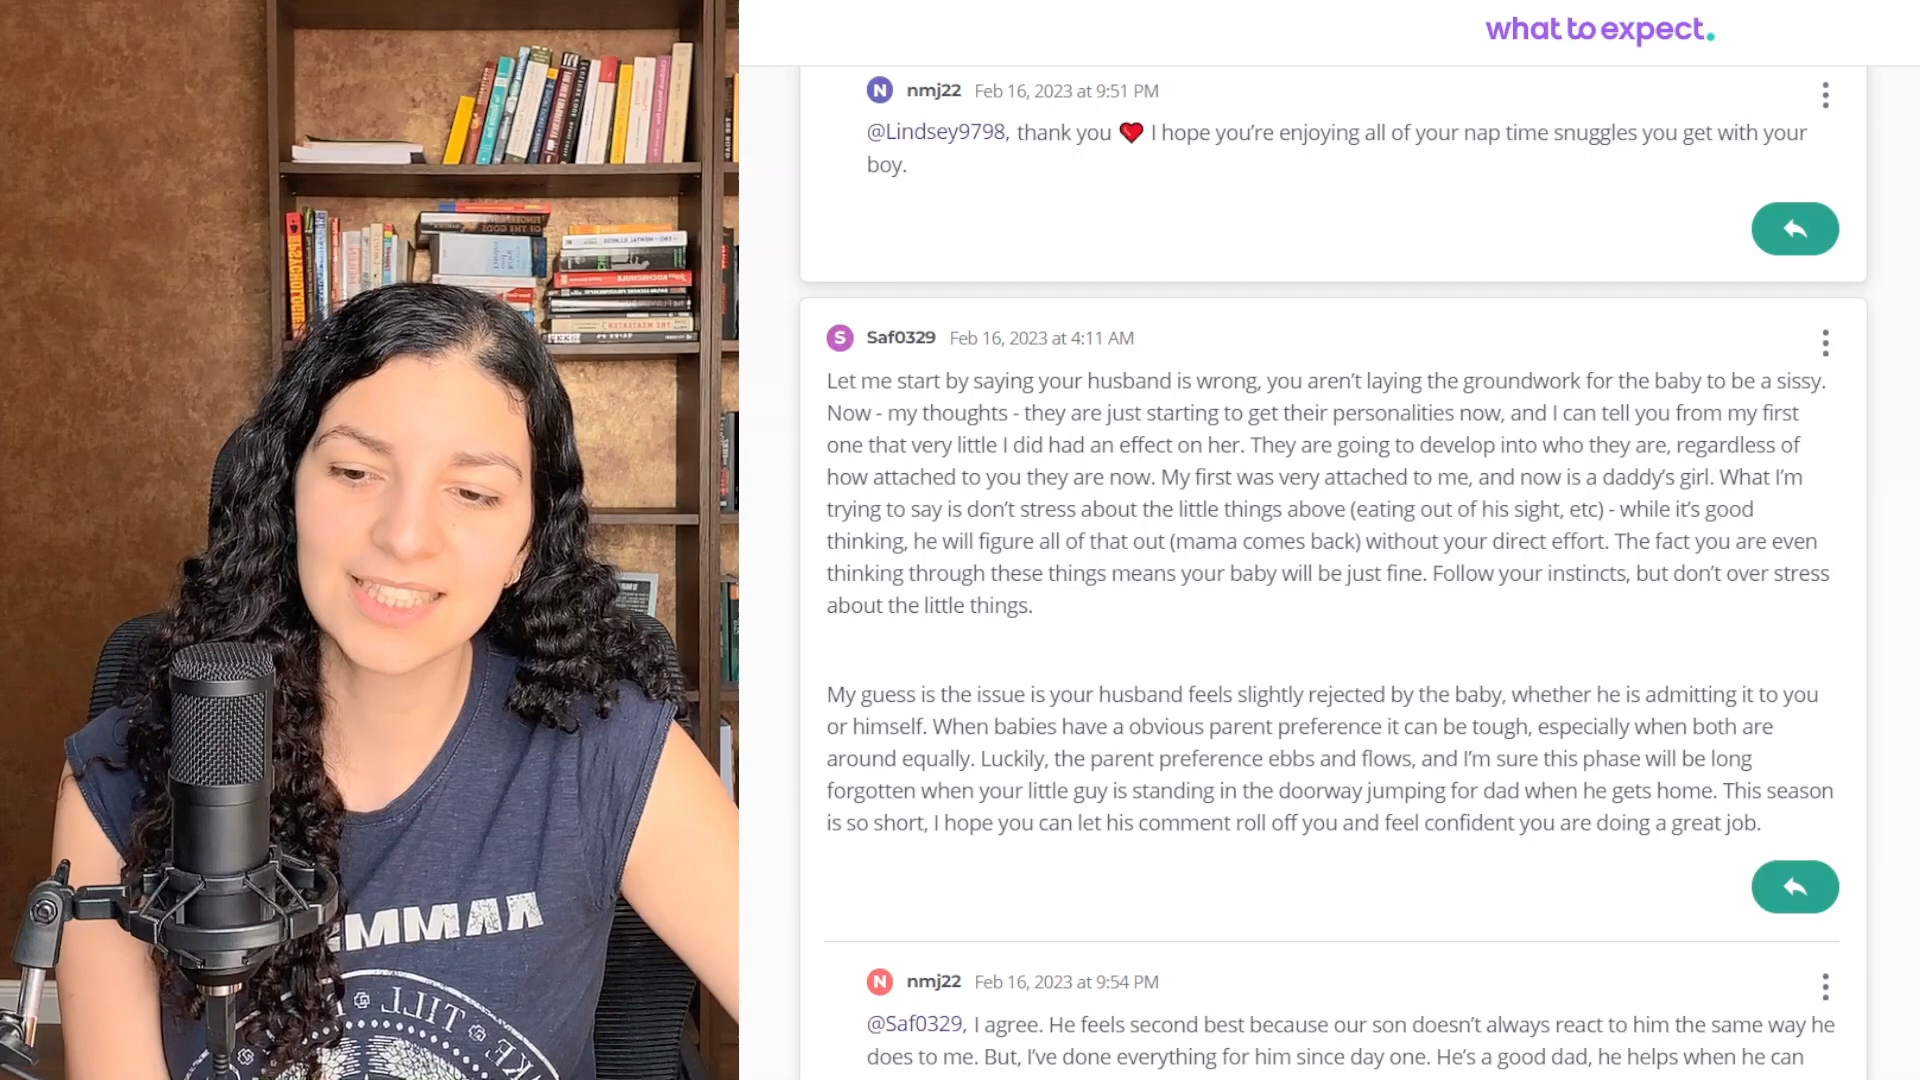 what to expect.
N nmj22 Feb 16, 2023 at 9:51 PM
@Lindsey9798, thank you ❤️ I hope you’re enjoying all of your nap time snuggles you get with your
boy.
S Saf0329 Feb 16, 2023 at 4:11 AM
Let me start by saying your husband is wrong, you aren’t laying the groundwork for the baby to be a sissy.
Now - my thoughts - they are just starting to get their personalities now, and I can tell you from my first
one that very little I did had an effect on her. They are going to develop into who they are, regardless of
how attached to you they are now. My first was very attached to me, and now is a daddy’s girl. What I’m
trying to say is don’t stress about the little things above (eating out of his sight, etc) - while it’s good
thinking, he will figure all of that out (mama comes back) without your direct effort. The fact you are even
thinking through these things means your baby will be just fine. Follow your instincts, but don’t over stress
about the little things.
My guess is the issue is your husband feels slightly rejected by the baby, whether he is admitting it to you
or himself. When babies have a obvious parent preference it can be tough, especially when both are
around equally. Luckily, the parent preference ebbs and flows, and I’m sure this phase will be long
forgotten when your little guy is standing in the doorway jumping for dad when he gets home. This season
is so short, I hope you can let his comment roll off you and feel confident you are doing a great job.
N nmj22 Feb 16, 2023 at 9:54 PM
@Saf0329, I agree. He feels second best because our son doesn’t always react to him the same way he
does to me. But, I’ve done everything for him since day one. He’s a good dad, he helps when he can